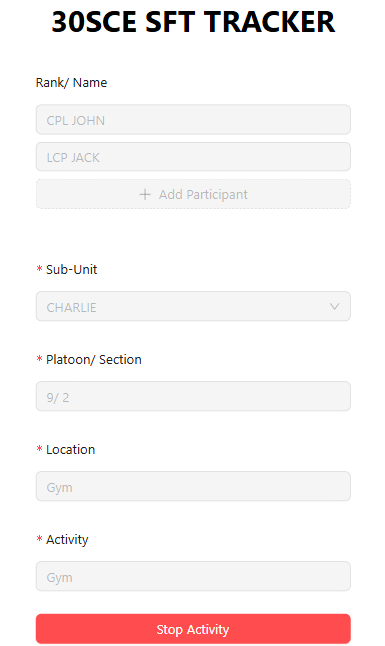 30SCE SFT TRACKER
Rank/ Name
CPL JOHN
LCP JACK
+ Add Participant
* Sub-Unit
CHARLIE
* Platoon/ Section
9/ 2
* Location
Gym
* Activity
Gym
Stop Activity